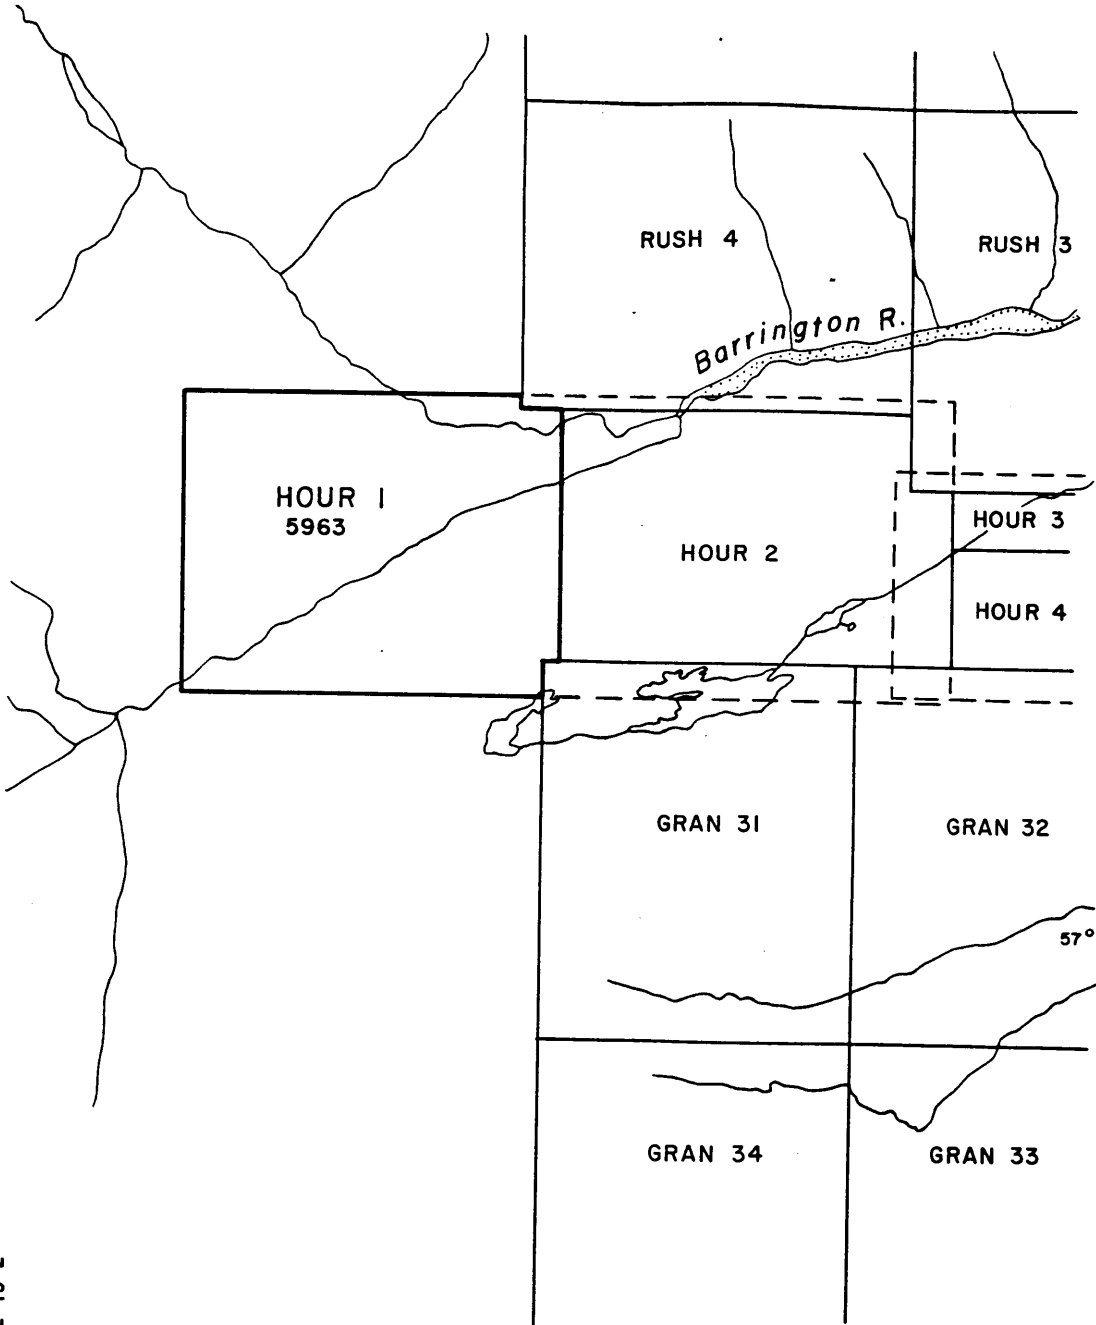 RUSH 4
RUSH 3
Barrington R.
HOUR 1
5963
HOUR 2
HOUR 3
HOUR 4
GRAN 31
GRAN 32
57°
GRAN 34
GRAN 33